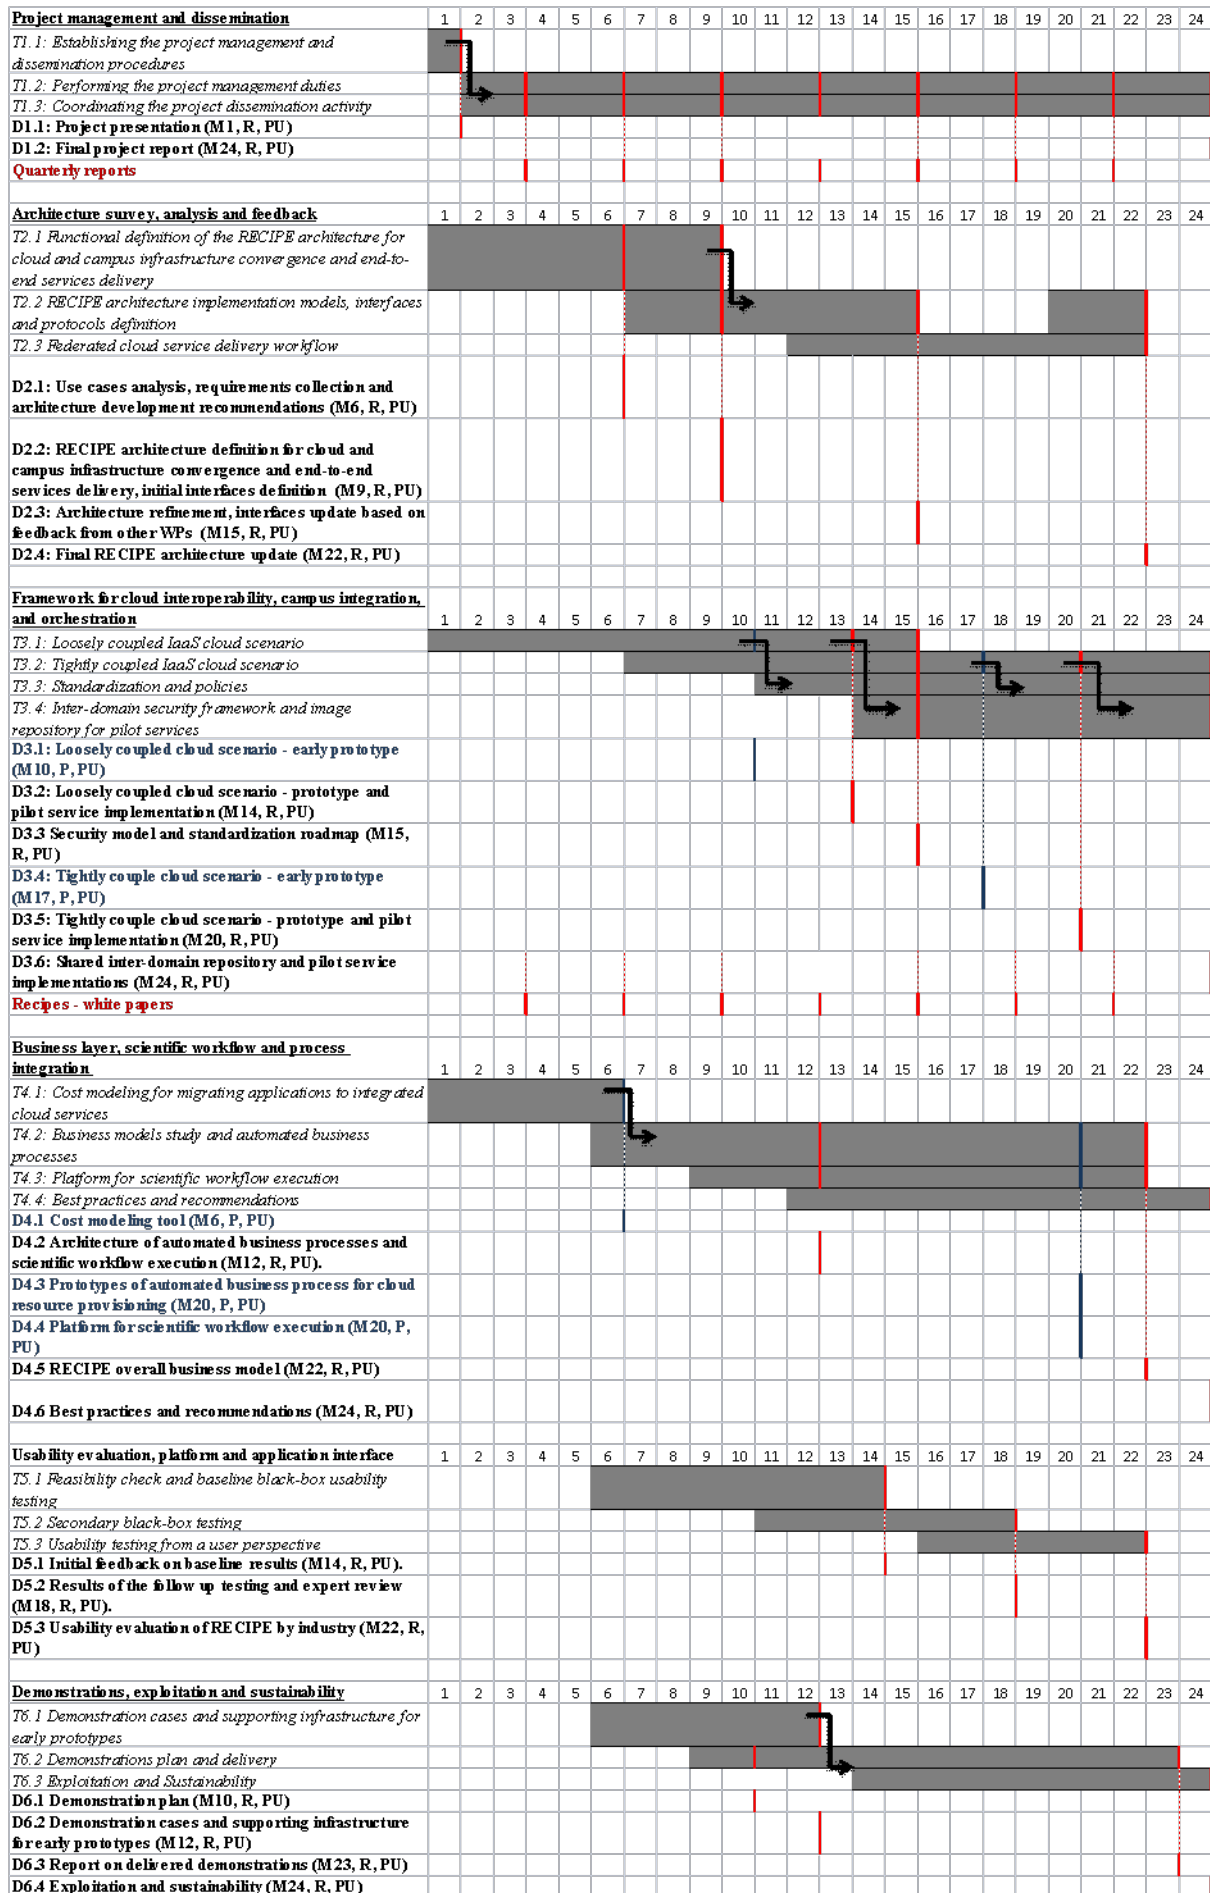 Project management and dissemination 1 2 3 4 5 6 7 8 9 10 11 12 13 14 15 16 17 18 19 20 21 22 23 24
T1.1: Establishing the project management and
dissemination procedures
T1.2: Performing the project management duties
T1.3: Coordinating the project dissemination activity
D1.1: Project presentation (M1, R, PU)
D1.2: Final project report (M24, R, PU)
Quarterly reports
Architecture survey, analysis and feedback 1 2 3 4 5 6 7 8 9 10 11 12 13 14 15 16 17 18 19 20 21 22 23 24
T2.1 Functional definition of the RECIPE architecture for
cloud and campus infrastructure convergence and end-to-
end services delivery
T2.2 RECIPE architecture implementation models, interfaces
and protocols definition
T2.3 Federated cloud service delivery workflow
D2.1: Use cases analysis, requirements collection and
architecture development recommendations (M6, R, PU)
D2.2: RECIPE architecture definition for cloud and
campus infrastructure convergence and end-to-end
services delivery, initial interfaces definition (M9, R, PU)
D2.3: Architecture refinement, interfaces update based on
feedback from other WPs (M15, R, PU)
D2.4: Final RECIPE architecture update (M22, R, PU)
Framework for cloud interoperability, campus integration,
and orchestration 1 2 3 4 5 6 7 8 9 10 11 12 13 14 15 16 17 18 19 20 21 22 23 24
T3.1: Loosely coupled IaaS cloud scenario
T3.2: Tightly coupled IaaS cloud scenario
T3.3: Standardization and policies
T3.4: Inter-domain security framework and image
repository for pilot services
D3.1: Loosely coupled cloud scenario - early prototype
(M10, P, PU)
D3.2: Loosely coupled cloud scenario - prototype and
pilot service implementation (M14, R, PU)
D3.3 Security model and standardization roadmap (M15,
R, PU)
D3.4: Tightly couple cloud scenario - early prototype
(M17, P, PU)
D3.5: Tightly couple cloud scenario - prototype and pilot
service implementation (M20, R, PU)
D3.6: Shared inter-domain repository and pilot service
implementations (M24, R, PU)
Recipes - white papers
Business layer, scientific workflow and process
integration 1 2 3 4 5 6 7 8 9 10 11 12 13 14 15 16 17 18 19 20 21 22 23 24
T4.1: Cost modeling for migrating applications to integrated
cloud services
T4.2: Business models study and automated business
processes
T4.3: Platform for scientific workflow execution
T4.4: Best practices and recommendations
D4.1 Cost modeling tool (M6, P, PU)
D4.2 Architecture of automated business processes and
scientific workflow execution (M12, R, PU).
D4.3 Prototypes of automated business process for cloud
resource provisioning (M20, P, PU)
D4.4 Platform for scientific workflow execution (M20, P,
PU)
D4.5 RECIPE overall business model (M22, R, PU)
D4.6 Best practices and recommendations (M24, R, PU)
Usability evaluation, platform and application interface 1 2 3 4 5 6 7 8 9 10 11 12 13 14 15 16 17 18 19 20 21 22 23 24
T5.1 Feasibility check and baseline black-box usability
testing
T5.2 Secondary black-box testing
T5.3 Usability testing from a user perspective
D5.1 Initial feedback on baseline results (M14, R, PU).
D5.2 Results of the follow up testing and expert review
(M18, R, PU).
D5.3 Usability evaluation of RECIPE by industry (M22, R,
PU)
Demonstrations, exploitation and sustainability 1 2 3 4 5 6 7 8 9 10 11 12 13 14 15 16 17 18 19 20 21 22 23 24
T6.1 Demonstration cases and supporting infrastructure for
early prototypes
T6.2 Demonstrations plan and delivery
T6.3 Exploitation and Sustainability
D6.1 Demonstration plan (M10, R, PU)
D6.2 Demonstration cases and supporting infrastructure
for early prototypes (M12, R, PU)
D6.3 Report on delivered demonstrations (M23, R, PU)
D6.4 Exploitation and sustainability (M24, R, PU)